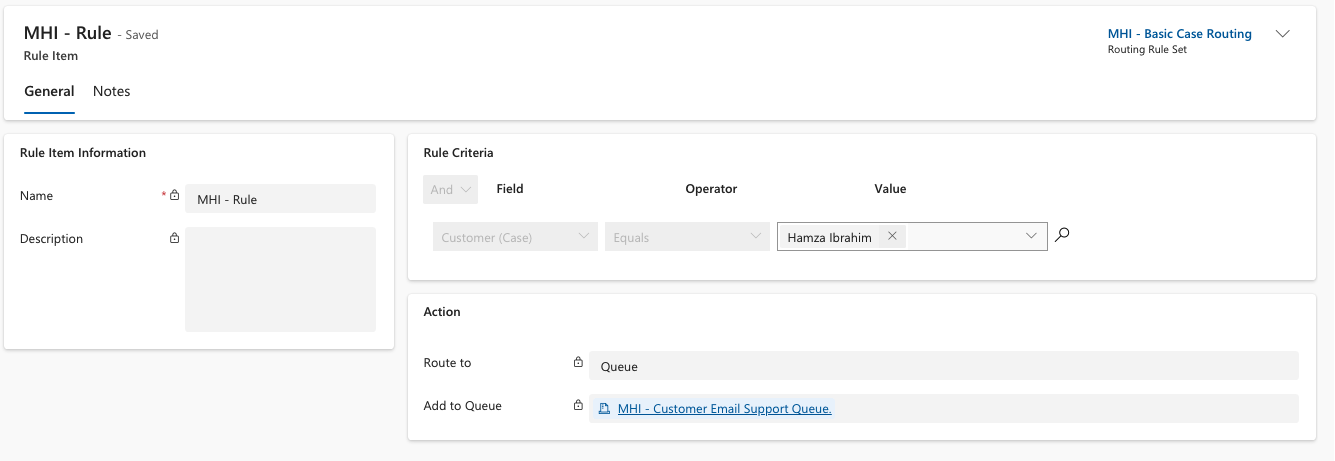 MHI - Rule - Saved
Rule Item
MHI - Basic Case Routing
Routing Rule Set
General Notes
Rule Item Information
Name * MHI - Rule
Description
Rule Criteria
And Field Operator Value
Customer (Case) Equals Hamza Ibrahim
Action
Route to Queue
Add to Queue MHI - Customer Email Support Queue.